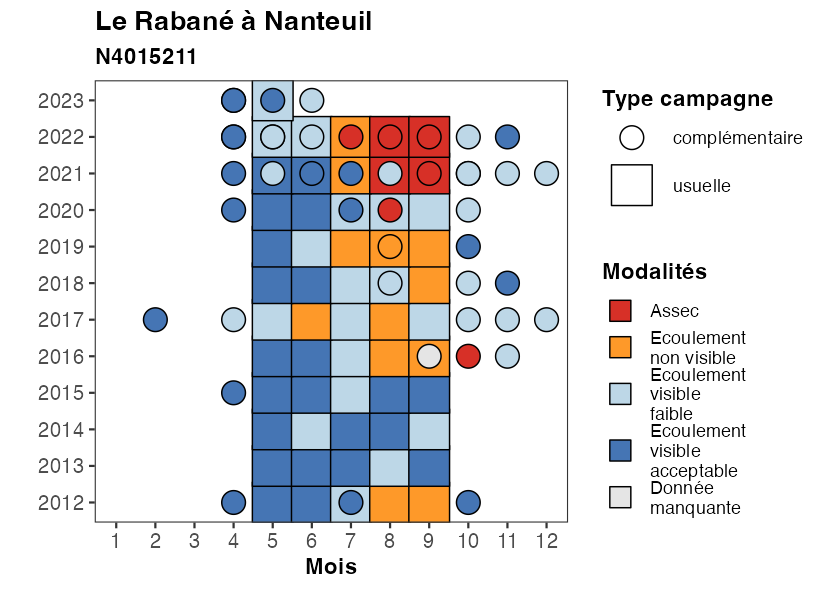 Le Rabané à Nanteuil
N4015211
2023
2022
2021
2020
2019
2018
2017
2016
2015
2014
2013
2012
1 2 3 4 5 6 7 8 9 10 11 12
Mois
Type campagne
complémentaire
usuelle
Modalités
Assec
Ecoulement
non visible
Ecoulement
visible
faible
Ecoulement
visible
acceptable
Donnée
manquante